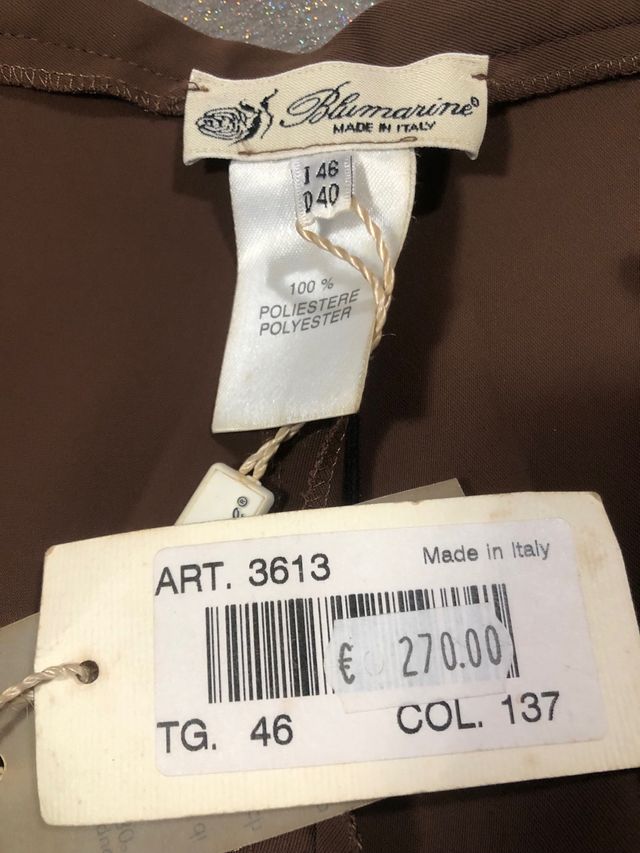 Blumarine®
MADE IN ITALY
I 46
D 40
100 %
POLIESTERE
POLYESTER
®
ART. 3613
Made in Italy
€ 270.00
TG. 46
COL. 137